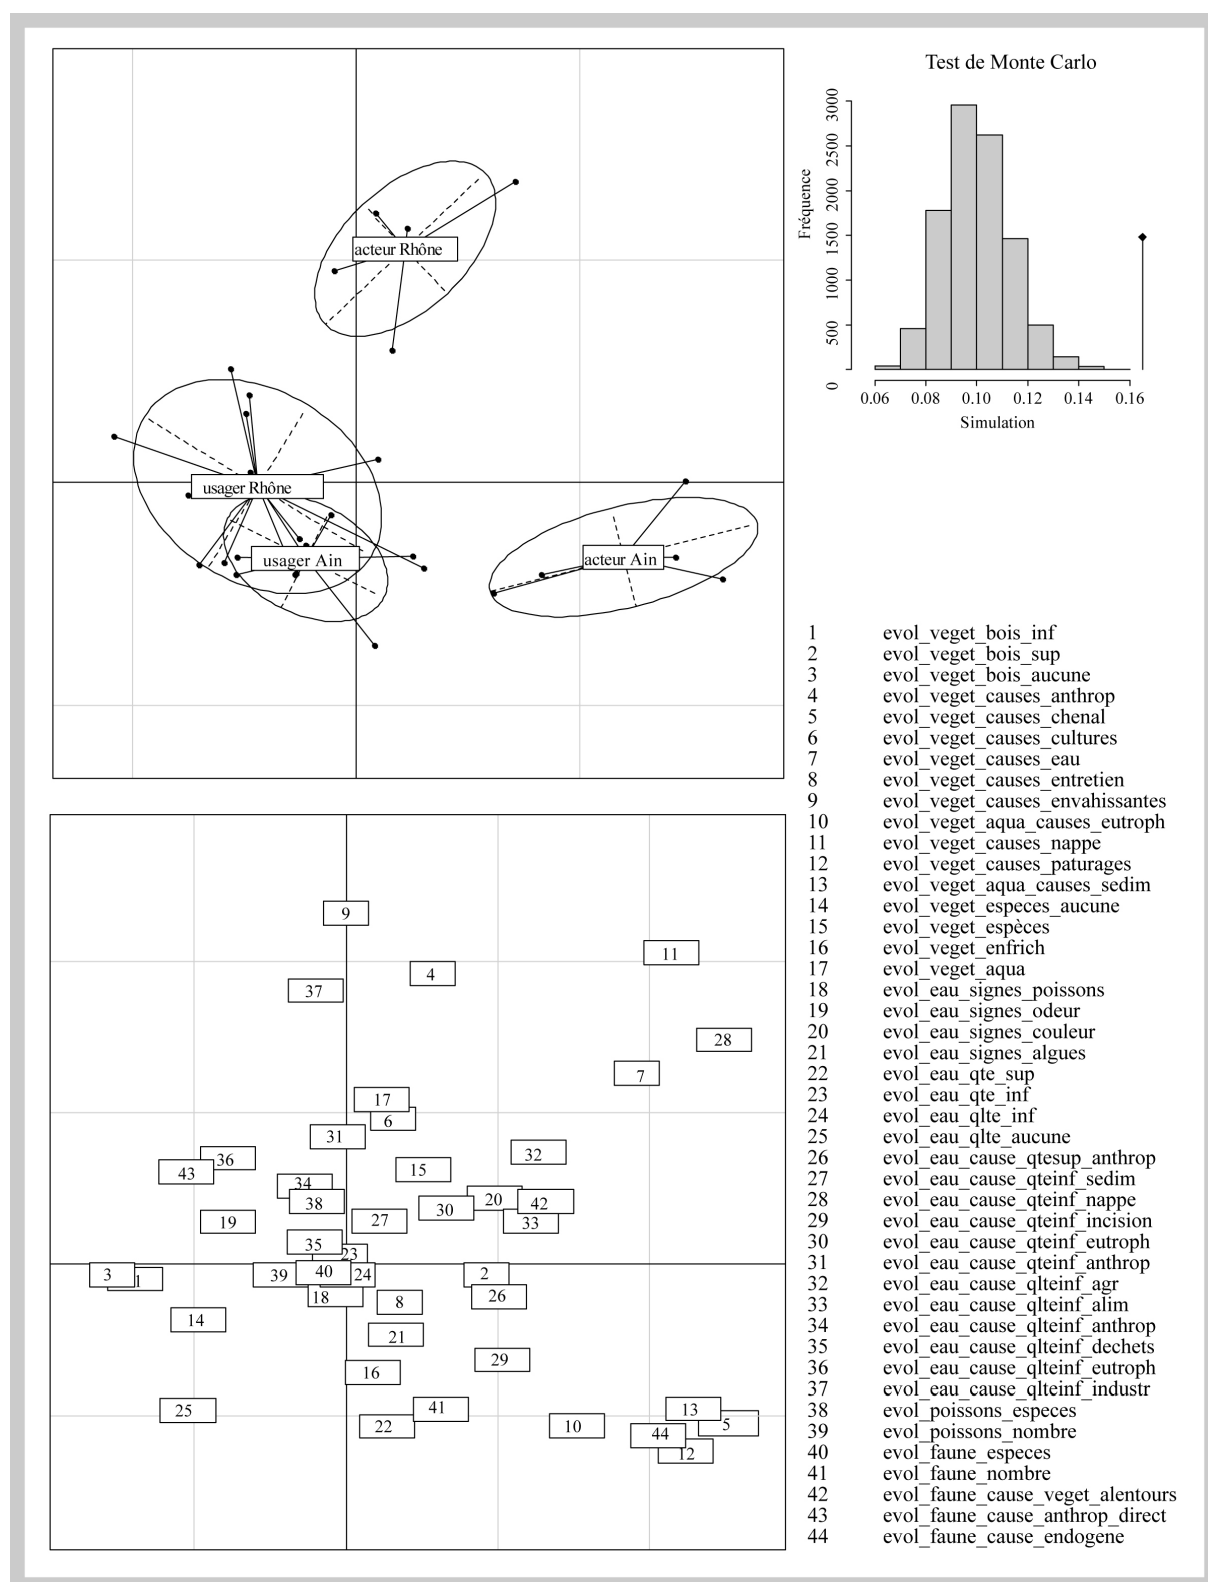 Test de Monte Carlo
Fréquence
3000
2500
2000
1500
1000
500
0
0.06 0.08 0.10 0.12 0.14 0.16
Simulation
acteur Rhône
usager Rhône
usager Ain
acteur Ain
9
11
4
37
28
7
17
6
31
36
32
43
15
34
20
42
38
30
19
27
33
35
23
3
1
39
40
24
2
18
8
26
14
21
29
16
25
41
13
22
10
5
44
12
1 evol_veget_bois_inf
2 evol_veget_bois_sup
3 evol_veget_bois_aucune
4 evol_veget_causes_anthrop
5 evol_veget_causes_chenal
6 evol_veget_causes_cultures
7 evol_veget_causes_eau
8 evol_veget_causes_entretien
9 evol_veget_causes_envahissantes
10 evol_veget_aqua_causes_eutroph
11 evol_veget_causes_nappe
12 evol_veget_causes_paturages
13 evol_veget_aqua_causes_sedim
14 evol_veget_especes_aucune
15 evol_veget_espèces
16 evol_veget_enfrich
17 evol_veget_aqua
18 evol_eau_signes_poissons
19 evol_eau_signes_odeur
20 evol_eau_signes_couleur
21 evol_eau_signes_algues
22 evol_eau_qte_sup
23 evol_eau_qte_inf
24 evol_eau_qlte_inf
25 evol_eau_qlte_aucune
26 evol_eau_cause_qtesup_anthrop
27 evol_eau_cause_qteinf_sedim
28 evol_eau_cause_qteinf_nappe
29 evol_eau_cause_qteinf_incision
30 evol_eau_cause_qteinf_eutroph
31 evol_eau_cause_qteinf_anthrop
32 evol_eau_cause_qlteinf_agr
33 evol_eau_cause_qlteinf_alim
34 evol_eau_cause_qlteinf_anthrop
35 evol_eau_cause_qlteinf_dechets
36 evol_eau_cause_qlteinf_eutroph
37 evol_eau_cause_qlteinf_industr
38 evol_poissons_especes
39 evol_poissons_nombre
40 evol_faune_especes
41 evol_faune_nombre
42 evol_faune_cause_veget_alentours
43 evol_faune_cause_anthrop_direct
44 evol_faune_cause_endogene